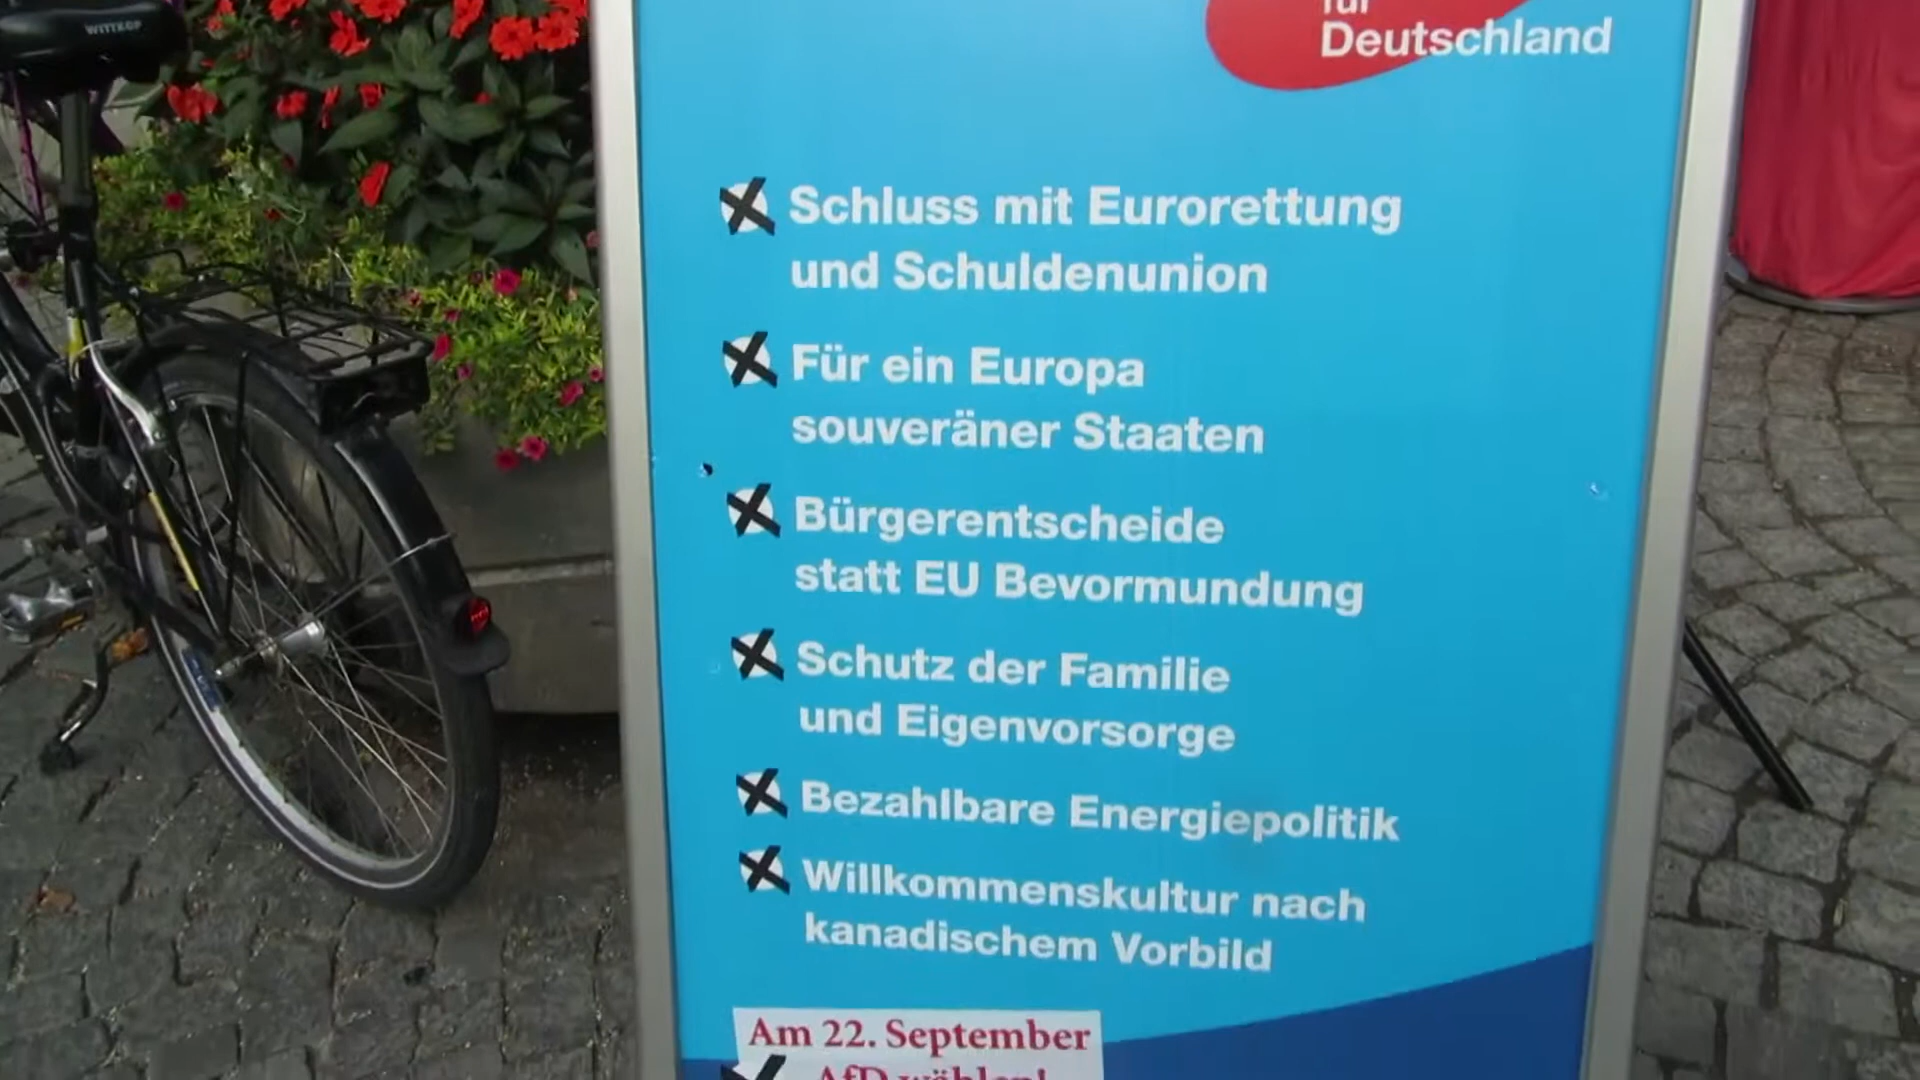 WITTKOP
für
Deutschland
Schluss mit Eurorettung
und Schuldenunion
Für ein Europa
souveräner Staaten
Bürgerentscheide
statt EU Bevormundung
Schutz der Familie
und Eigenvorsorge
Bezahlbare Energiepolitik
Willkommenskultur nach
kanadischem Vorbild
Am 22. September
AfD wählen!